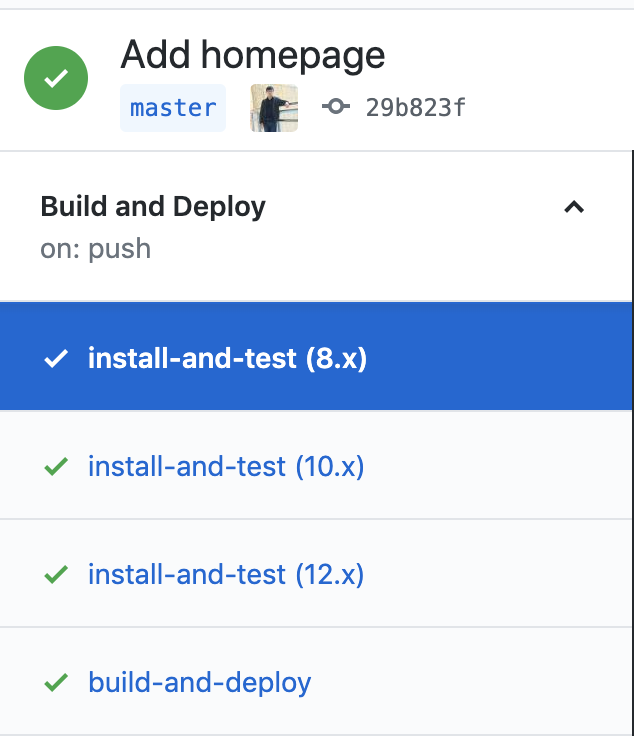 Add homepage
master 29b823f
Build and Deploy
on: push
install-and-test (8.x)
install-and-test (10.x)
install-and-test (12.x)
build-and-deploy